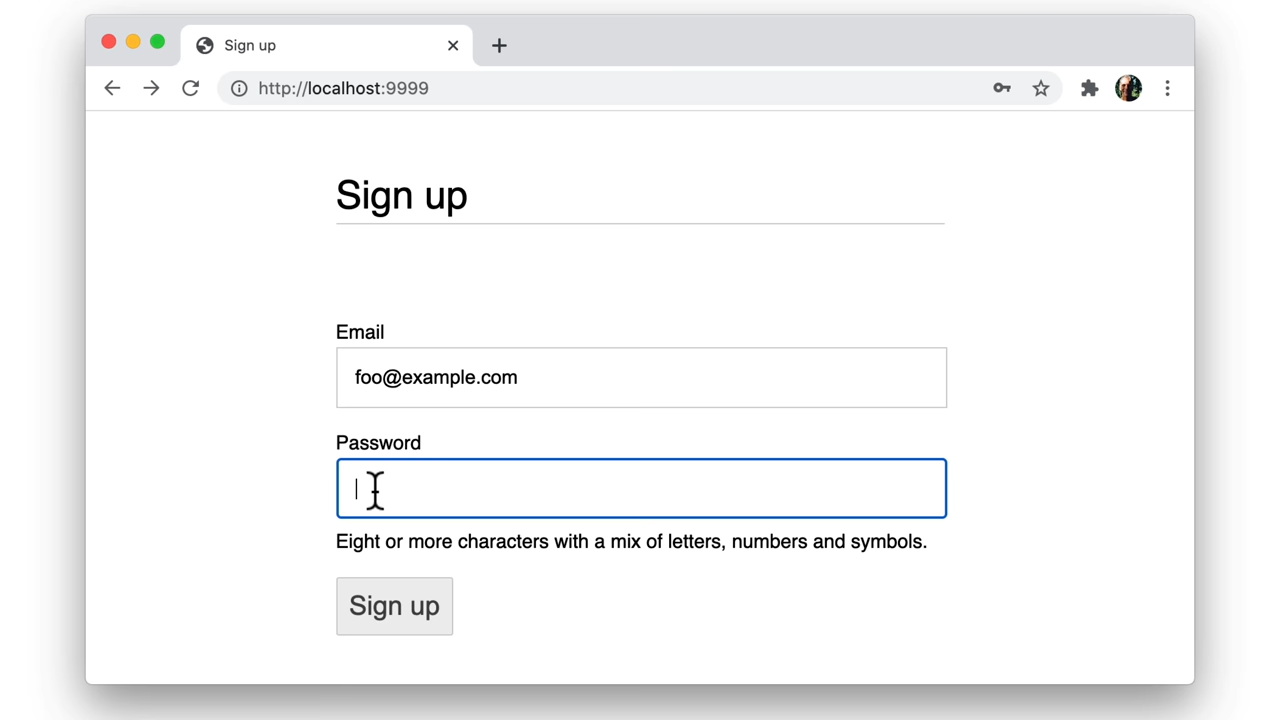 Sign up
http://localhost:9999
Sign up
Email
foo@example.com
Password
Eight or more characters with a mix of letters, numbers and symbols.
Sign up